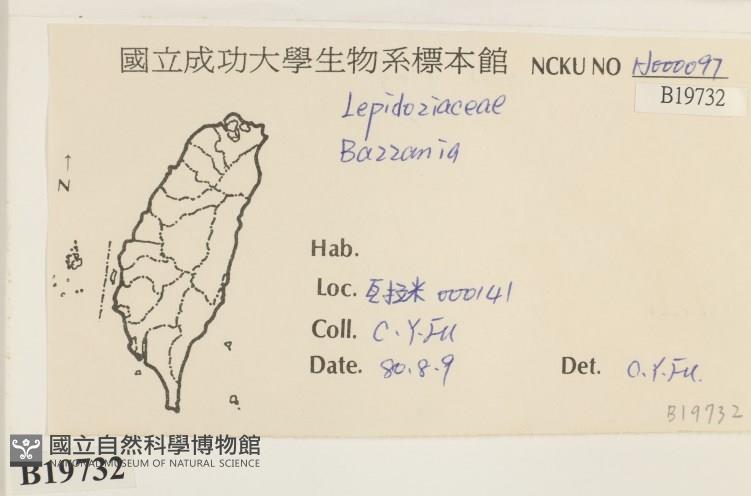 國立成功大學生物系標本館 NCKU NO H000097
B19732
Lepidoziaceae
Bazzania
N
Hab.
Loc. 瓦拉米 000141
Coll. C.Y.Fu
Date. 80.8.9 Det. C.Y.Fu.
B19732
國立自然科學博物館
NATIONAL MUSEUM OF NATURAL SCIENCE
B19732